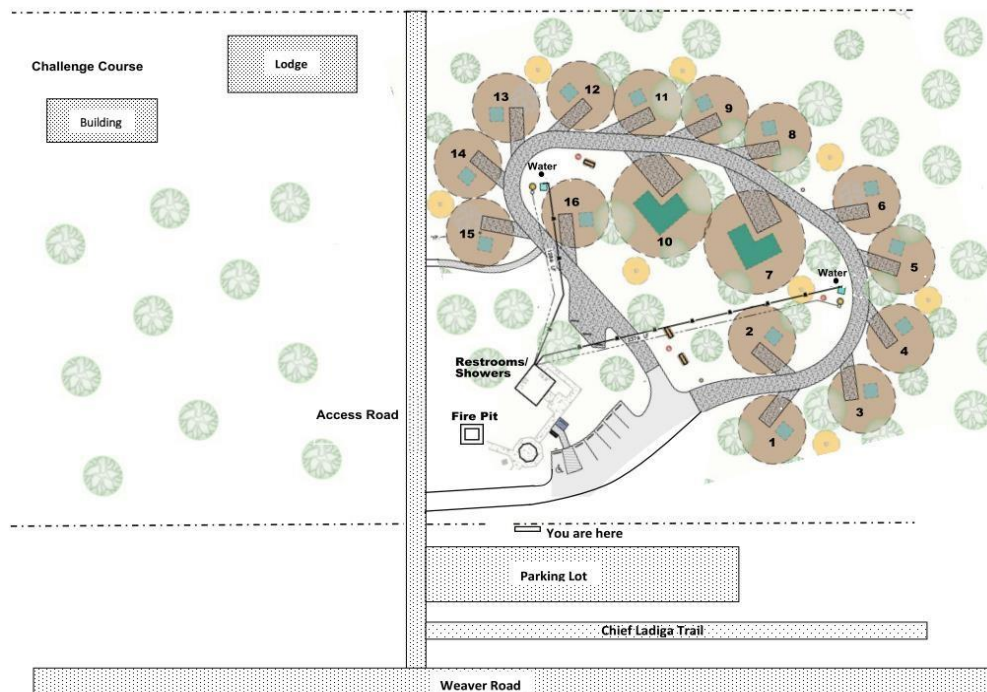 Challenge Course
Lodge
Building
13
12
11
9
8
14
Water
16
6
15
10
7
5
Water
2
4
Restrooms/
Showers
3
Access Road
Fire Pit
1
You are here
Parking Lot
Chief Ladiga Trail
Weaver Road